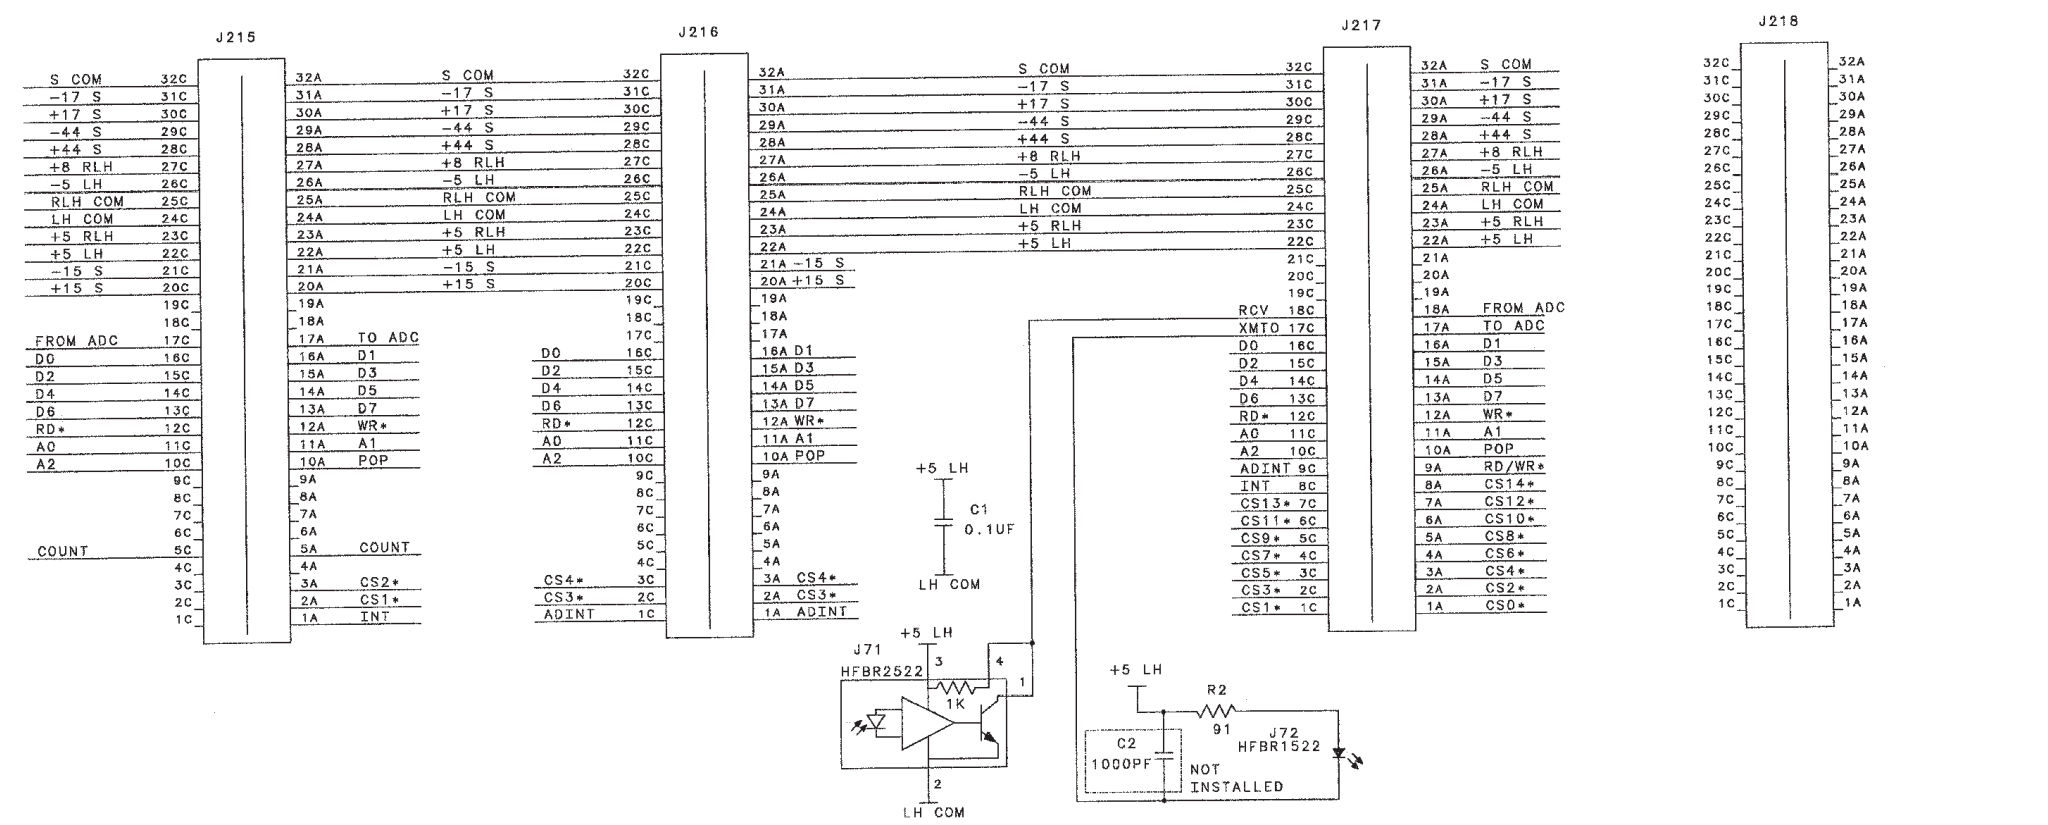 J215
S COM 32C 32A S COM
-17 S 31C 31A -17 S
+17 S 30C 30A +17 S
-44 S 29C 29A -44 S
+44 S 28C 28A +44 S
+8 RLH 27C 27A +8 RLH
-5 LH 26C 26A -5 LH
RLH COM 25C 25A RLH COM
LH COM 24C 24A LH COM
+5 RLH 23C 23A +5 RLH
+5 LH 22C 22A +5 LH
-15 S 21C 21A -15 S
+15 S 20C 20A +15 S
19C 19A
18C 18A
FROM ADC 17C 17A TO ADC
D0 16C 16A D1
D2 15C 15A D3
D4 14C 14A D5
D6 13C 13A D7
RD* 12C 12A WR*
A0 11C 11A A1
A2 10C 10A POP
9C 9A
8C 8A
7C 7A
6C 6A
COUNT 5C 5A COUNT
4C 4A
3C 3A CS2*
2C 2A CS1*
1C 1A INT
J216
32C 32A S COM
31C 31A -17 S
30C 30A +17 S
29C 29A -44 S
28C 28A +44 S
27C 27A +8 RLH
26C 26A -5 LH
25C 25A RLH COM
24C 24A LH COM
23C 23A +5 RLH
22C 22A +5 LH
21C 21A -15 S
20C 20A +15 S
19C 19A
18C 18A
17C 17A
D0 16C 16A D1
D2 15C 15A D3
D4 14C 14A D5
D6 13C 13A D7
RD* 12C 12A WR*
A0 11C 11A A1
A2 10C 10A POP
9C 9A
8C 8A
7C 7A
6C 6A
5C 5A
4C 4A
CS4* 3C 3A CS4*
CS3* 2C 2A CS3*
ADINT 1C 1A ADINT
J217
32C 32A S COM
31C 31A -17 S
30C 30A +17 S
29C 29A -44 S
28C 28A +44 S
27C 27A +8 RLH
26C 26A -5 LH
25C 25A RLH COM
24C 24A LH COM
23C 23A +5 RLH
22C 22A +5 LH
21C 21A
20C 20A
19C 19A
RCV 18C 18A FROM ADC
XMTO 17C 17A TO ADC
D0 16C 16A D1
D2 15C 15A D3
D4 14C 14A D5
D6 13C 13A D7
RD* 12C 12A WR*
A0 11C 11A A1
A2 10C 10A POP
ADINT 9C 9A RD/WR*
INT 8C 8A CS14*
CS13* 7C 7A CS12*
CS11* 6C 6A CS10*
CS9* 5C 5A CS8*
CS7* 4C 4A CS6*
CS5* 3C 3A CS4*
CS3* 2C 2A CS2*
CS1* 1C 1A CS0*
J218
32C 32A
31C 31A
30C 30A
29C 29A
28C 28A
27C 27A
26C 26A
25C 25A
24C 24A
23C 23A
22C 22A
21C 21A
20C 20A
19C 19A
18C 18A
17C 17A
16C 16A
15C 15A
14C 14A
13C 13A
12C 12A
11C 11A
10C 10A
9C 9A
8C 8A
7C 7A
6C 6A
5C 5A
4C 4A
3C 3A
2C 2A
1C 1A
+5 LH
C1
0.1UF
LH COM
+5 LH
J71
HFBR2522
3
4
1
1K
2
LH COM
+5 LH
R2
91
J72
HFBR1522
C2
1000PF
NOT
INSTALLED